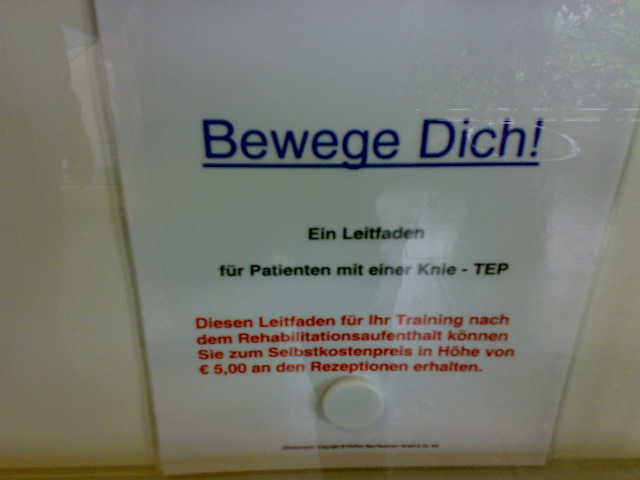 Bewege Dich!
Ein Leitfaden
für Patienten mit einer Knie - TEP
Diesen Leitfaden für Ihr Training nach
dem Rehabilitationsaufenthalt können
Sie zum Selbstkostenpreis in Höhe von
€ 5,00 an den Rezeptionen erhalten.